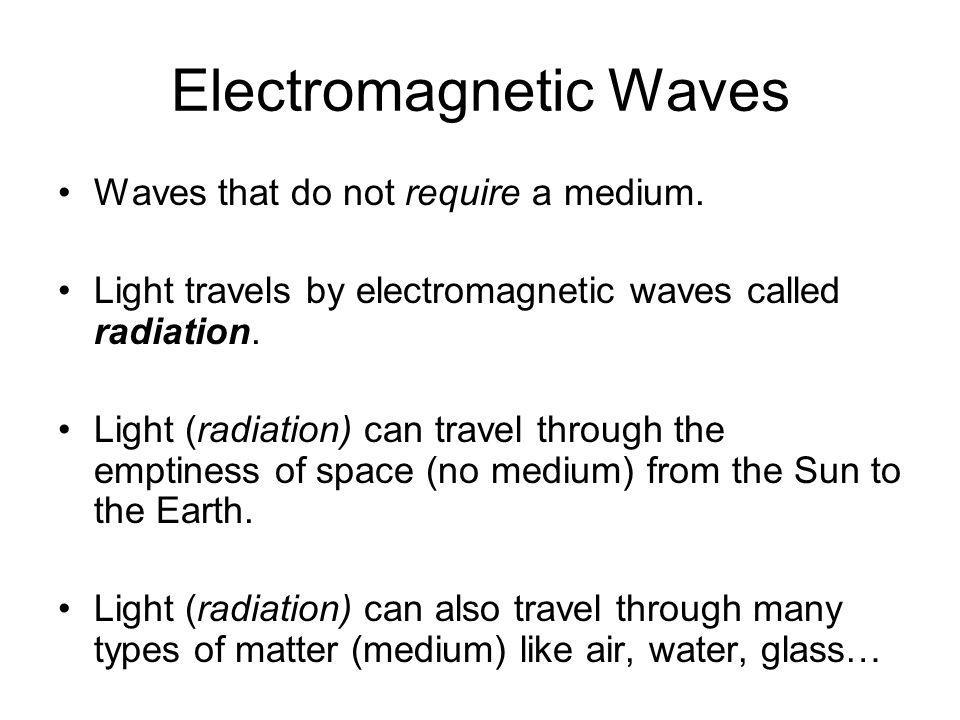 Electromagnetic Waves
• Waves that do not require a medium.
• Light travels by electromagnetic waves called
radiation.
• Light (radiation) can travel through the
emptiness of space (no medium) from the Sun to
the Earth.
• Light (radiation) can also travel through many
types of matter (medium) like air, water, glass…